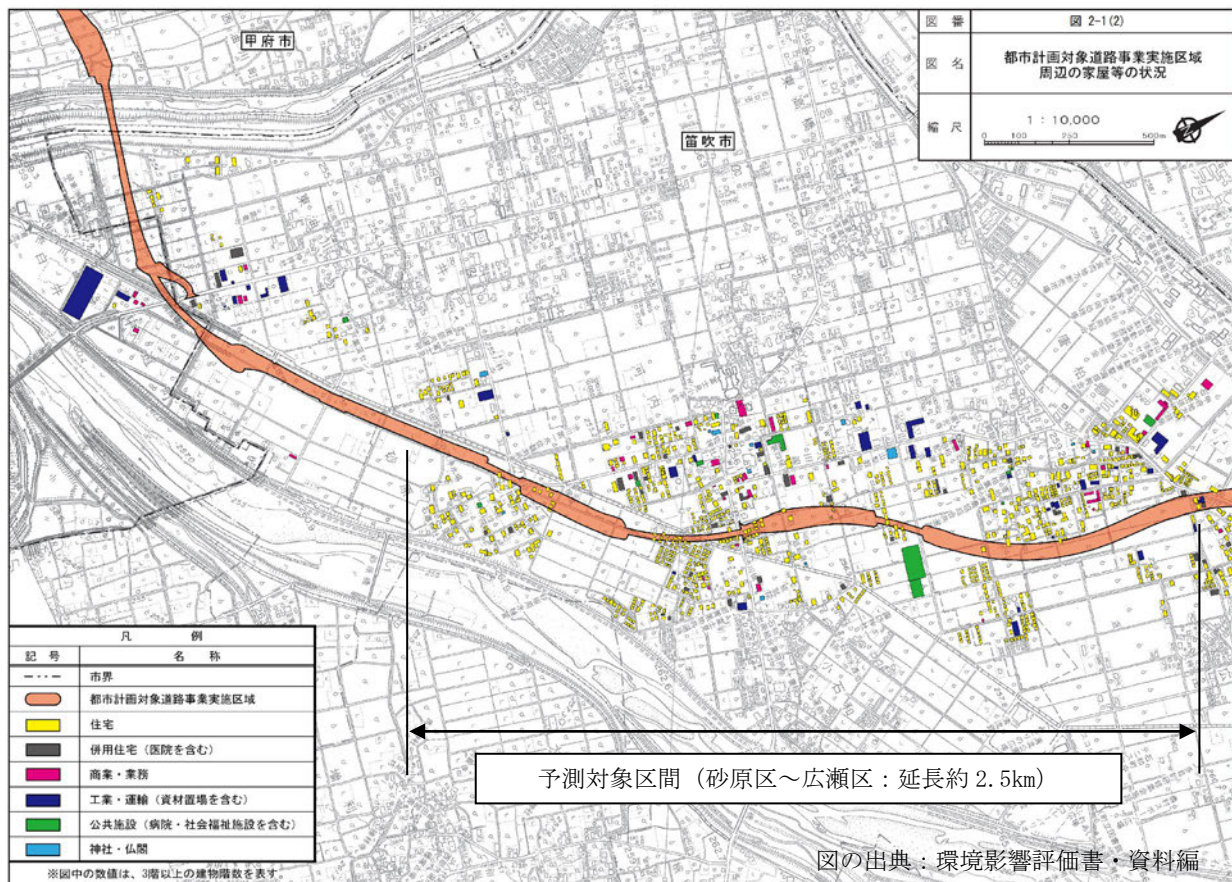 甲府市
笛吹市
図 番 図 2-1(2)
図 名 都市計画対象道路事業実施区域
周辺の家屋等の状況
縮 尺 1 : 10,000
0 100 250 500m
予測対象区間（砂原区～広瀬区：延長約 2.5km）
凡 例
記 号 名 称
市界
都市計画対象道路事業実施区域
住宅
併用住宅（医院を含む）
商業・業務
工業・運輸（資材置場を含む）
公共施設（病院・社会福祉施設を含む）
神社・仏閣
※図中の数値は、3階以上の建物階数を表す。
図の出典：環境影響評価書・資料編